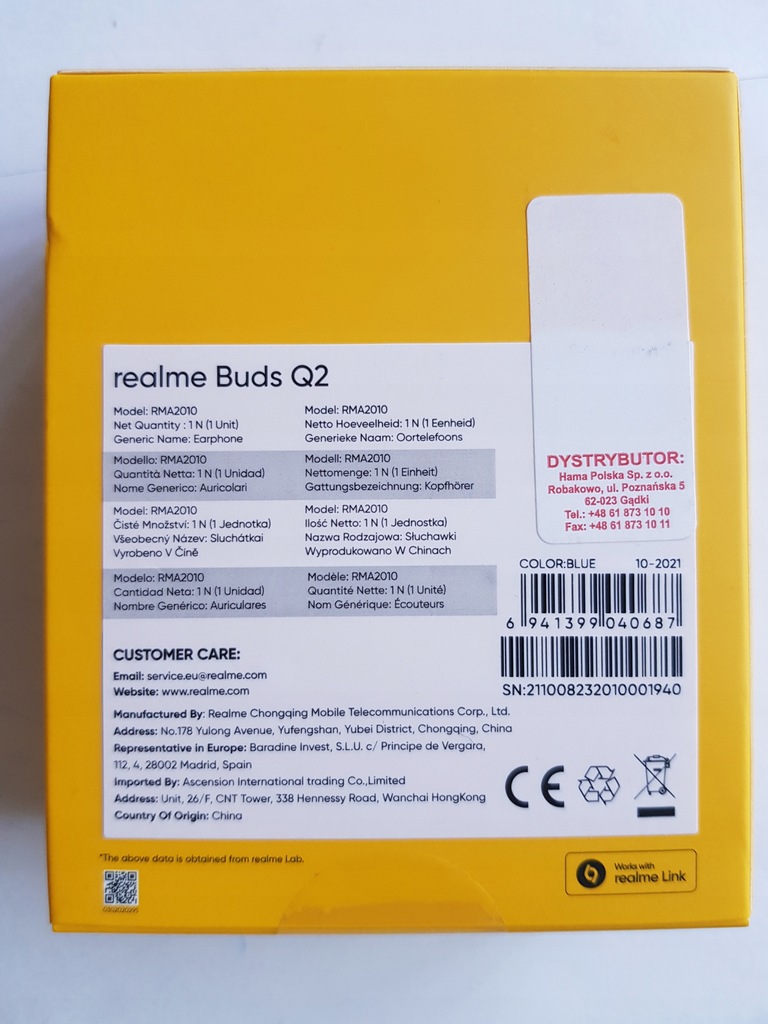 realme Buds Q2
Model: RMA2010
Net Quantity : 1 N (1 Unit)
Generic Name: Earphone
Model: RMA2010
Netto Hoeveelheid: 1 N (1 Eenheid)
Generieke Naam: Oortelefoons
Modello: RMA2010
Quantità Netta: 1 N (1 Unidad)
Nome Generico: Auricolari
Modell: RMA2010
Nettomenge: 1 N (1 Einheit)
Gattungsbezeichnung: Kopfhörer
Model: RMA2010
Čisté Množství: 1 N (1 Jednotka)
Všeobecný Název: Sluchátkai
Vyrobeno V Číně
Model: RMA2010
Ilość Netto: 1 N (1 Jednostka)
Nazwa Rodzajowa: Słuchawki
Wyprodukowano W Chinach
Modelo: RMA2010
Cantidad Neta: 1 N (1 Unidad)
Nombre Genérico: Auriculares
Modèle: RMA2010
Quantité Nette: 1 N (1 Unité)
Nom Générique: Écouteurs
DYSTRYBUTOR:
Hama Polska Sp. z o.o.
Robakowo, ul. Poznańska 5
62-023 Gądki
Tel.: +48 61 873 10 10
Fax: +48 61 873 10 11
COLOR:BLUE 10-2021
6 941399 040687
SN:211008232010001940
CUSTOMER CARE:
Email: service.eu@realme.com
Website: www.realme.com
Manufactured By: Realme Chongqing Mobile Telecommunications Corp., Ltd.
Address: No.178 Yulong Avenue, Yufengshan, Yubei District, Chongqing, China
Representative in Europe: Baradine Invest, S.L.U. c/ Principe de Vergara,
112, 4, 28002 Madrid, Spain
Imported By: Ascension International trading Co.,Limited
Address: Unit, 26/F, CNT Tower, 338 Hennessy Road, Wanchai HongKong
Country Of Origin: China
CE
*The above data is obtained from realme Lab.
Works with
realme Link